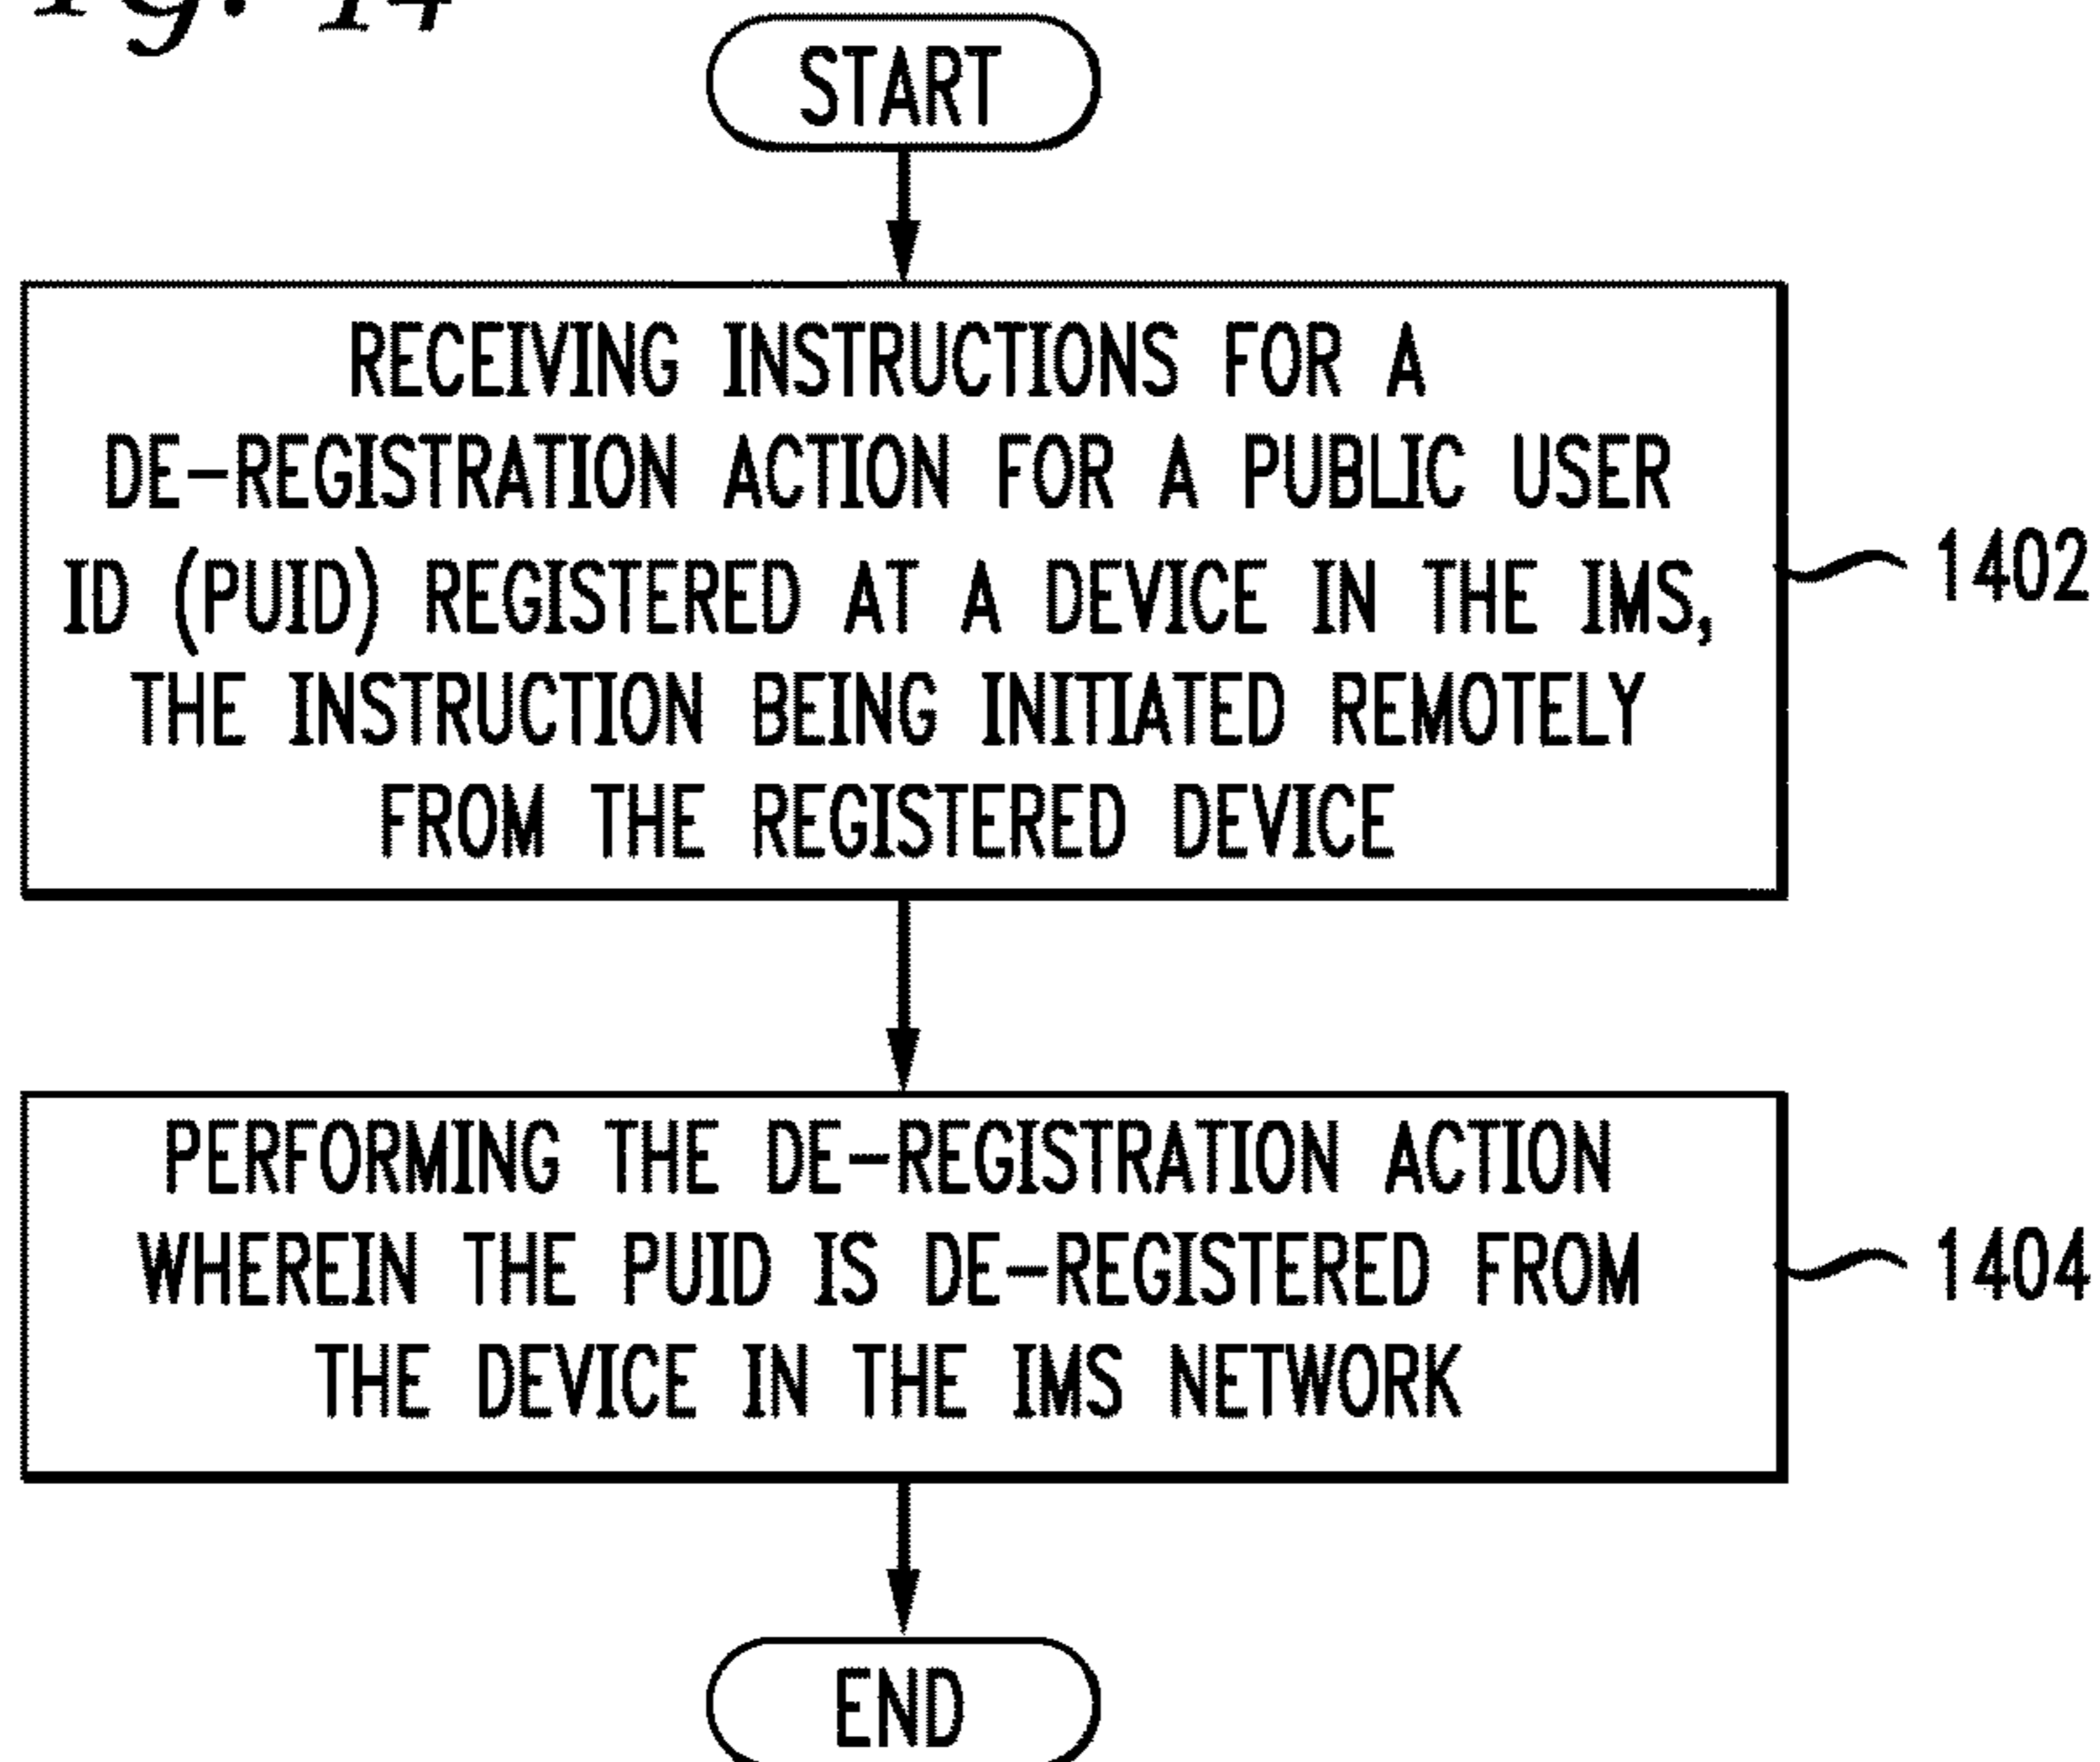 14
START
RECEIVING INSTRUCTIONS FOR A
DE-REGISTRATION ACTION FOR A PUBLIC USER
ID (PUID) REGISTERED AT A DEVICE IN THE IMS,
THE INSTRUCTION BEING INITIATED REMOTELY
FROM THE REGISTERED DEVICE
1402
PERFORMING THE DE-REGISTRATION ACTION
WHEREIN THE PUID IS DE-REGISTERED FROM
THE DEVICE IN THE IMS NETWORK
1404
END